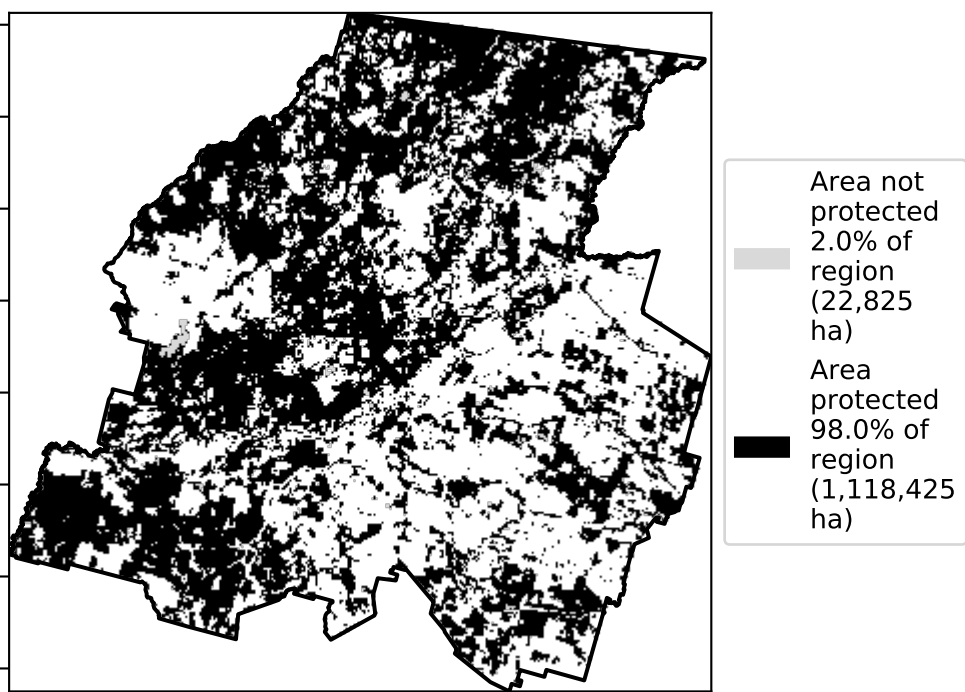 Area not
protected
2.0% of
region
(22,825
ha)
Area
protected
98.0% of
region
(1,118,425
ha)